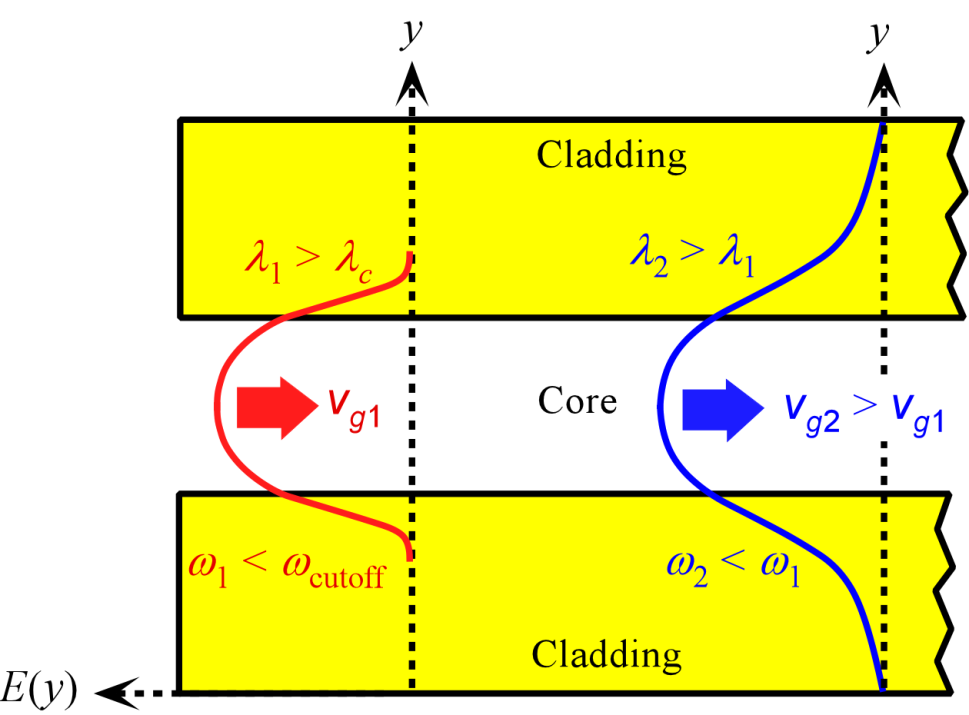 y
y
Cladding
λ1 > λc
λ2 > λ1
vg1
Core
vg2 > vg1
ω1 < ωcutoff
ω2 < ω1
Cladding
E(y)